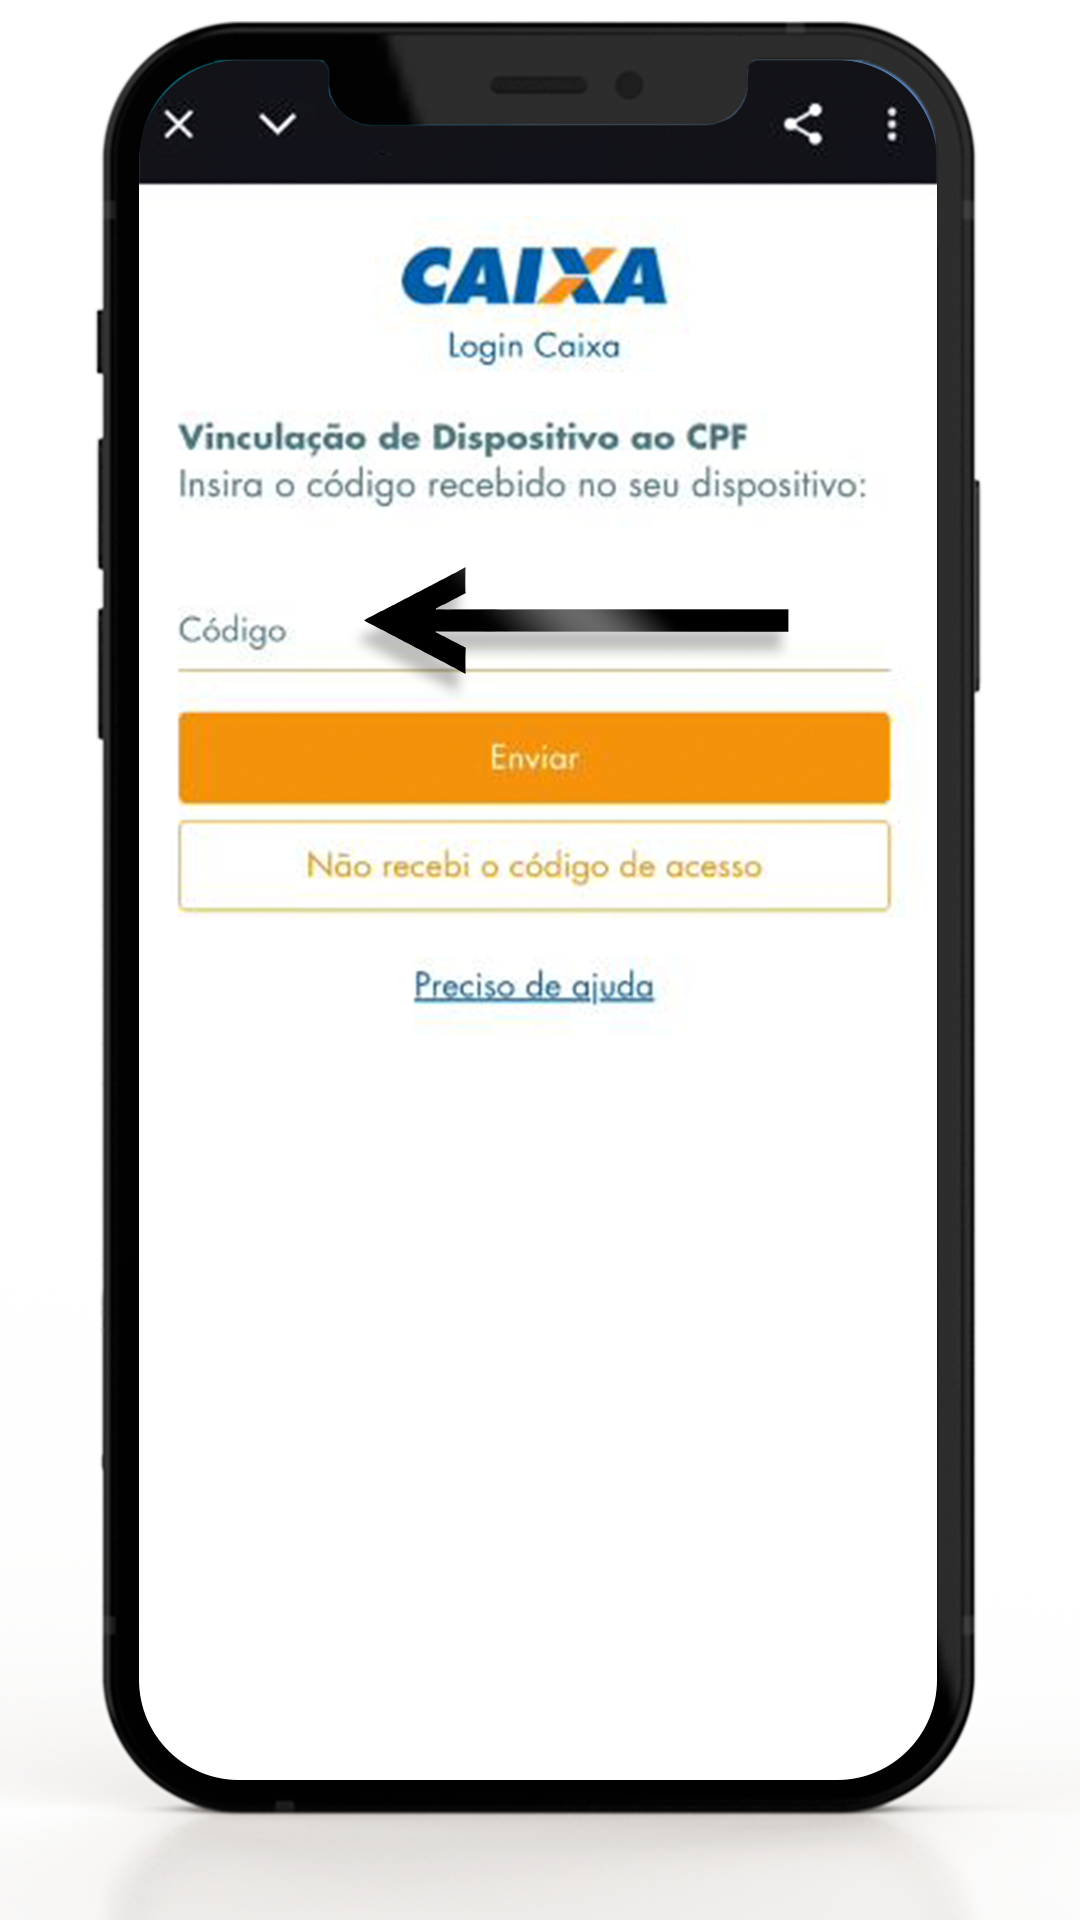 CAIXA
Login Caixa
Vinculação de Dispositivo ao CPF
Insira o código recebido no seu dispositivo:
Código
Enviar
Não recebi o código de acesso
Preciso de ajuda